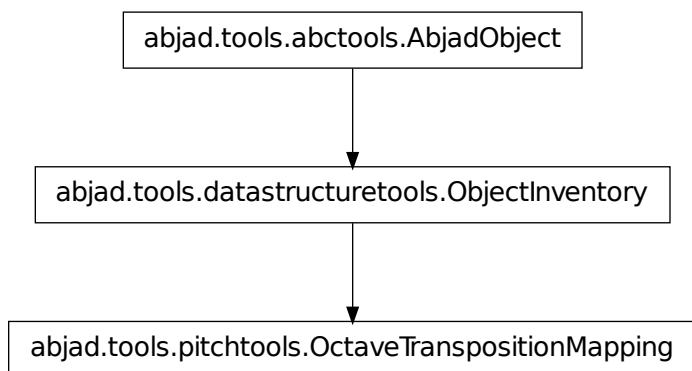 abjad.tools.abctools.AbjadObject
abjad.tools.datastructuretools.ObjectInventory
abjad.tools.pitchtools.OctaveTranspositionMapping